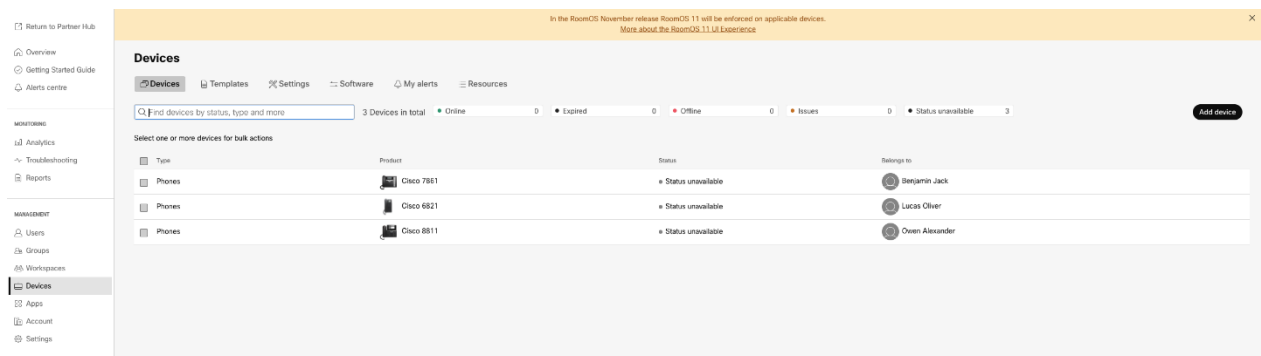 In the RoomOS November release RoomOS 11 will be enforced on applicable devices.
More about the RoomOS 11 UI Experience
Return to Partner Hub
Overview
Getting Started Guide
Alerts centre
MONITORING
Analytics
Troubleshooting
Reports
MANAGEMENT
Users
Groups
Workspaces
Devices
Apps
Account
Settings
Devices
Devices Templates Settings Software My alerts Resources
Find devices by status, type and more 3 Devices in total Online 0 Expired 0 Offline 0 Issues 0 Status unavailable 3 Add device
Select one or more devices for bulk actions
Type Product Status Belongs to
Phones Cisco 7861 Status unavailable Benjamin Jack
Phones Cisco 6821 Status unavailable Lucas Oliver
Phones Cisco 8811 Status unavailable Owen Alexander